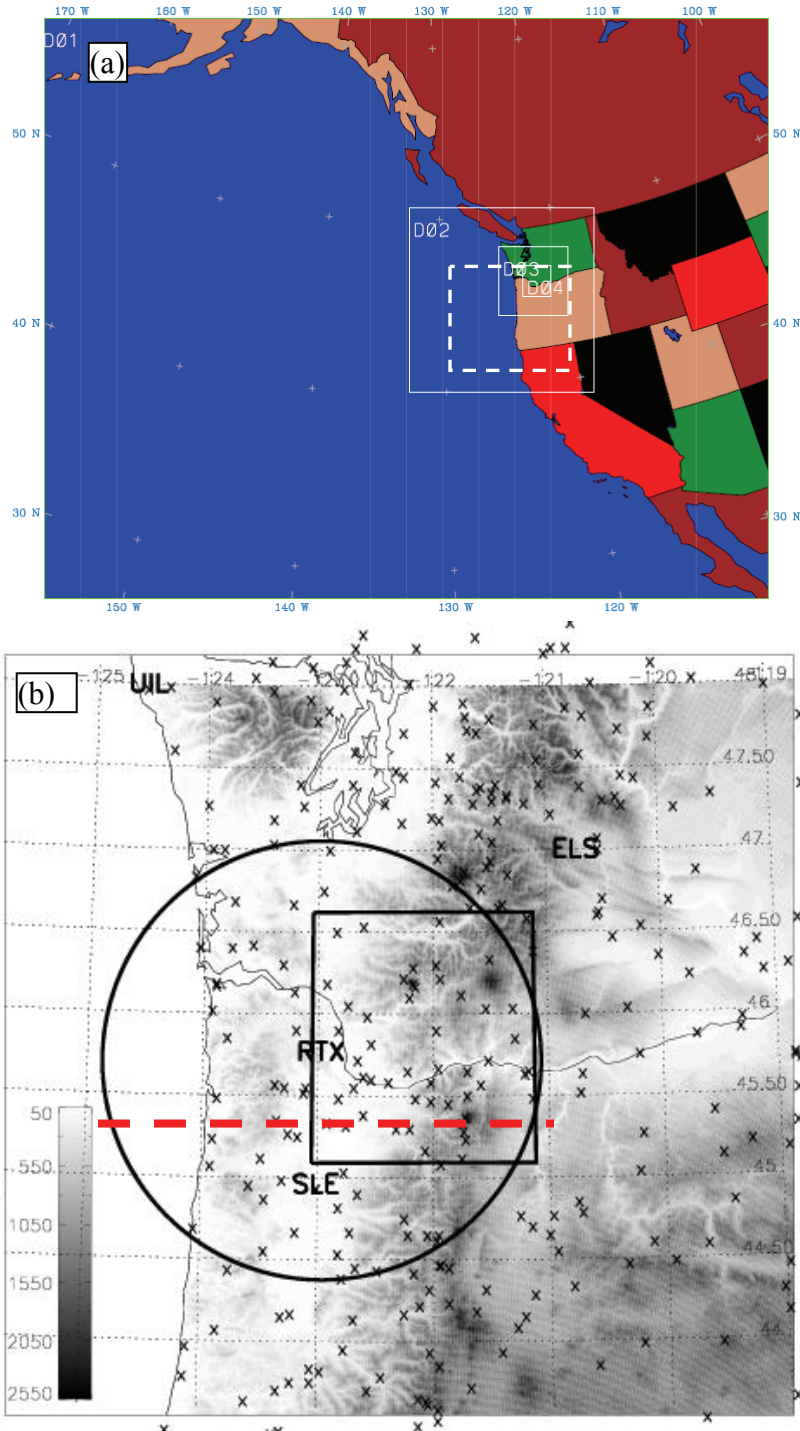 170 W 160 W 150 W 140 W 130 W 120 W 110 W 100 W
D01
(a)
50 N 50 N
D02
D03
D04
40 N 40 N
30 N 30 N
150 W 140 W 130 W 120 W
(b)
UIL
-125 -124 -122 -121 -120 48.19
47.50
47
ELS
46.50
46
RTX
45.50
50
550
SLE
45
1050
44.50
1550
2050
44
2550